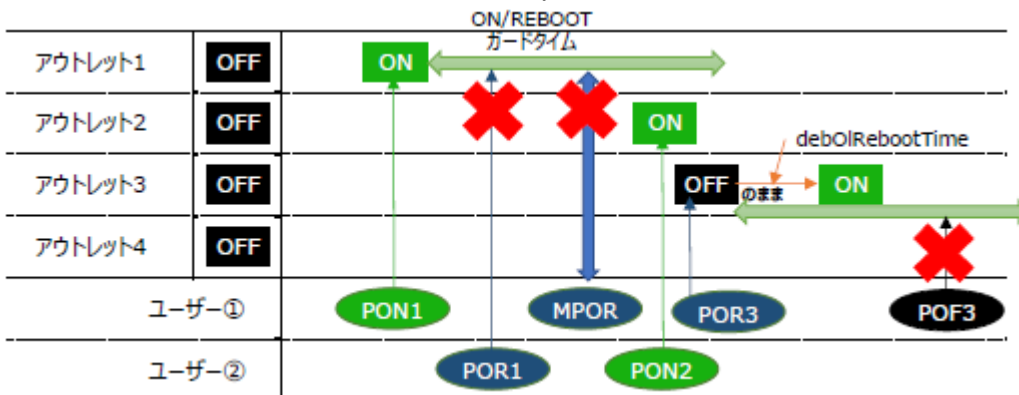 ON/REBOOT
ガードタイム
アウトレット1 OFF ON
アウトレット2 OFF ON
debOlRebootTime
アウトレット3 OFF OFF のまま ON
アウトレット4 OFF
ユーザー① PON1 MPOR POR3 POF3
ユーザー② POR1 PON2